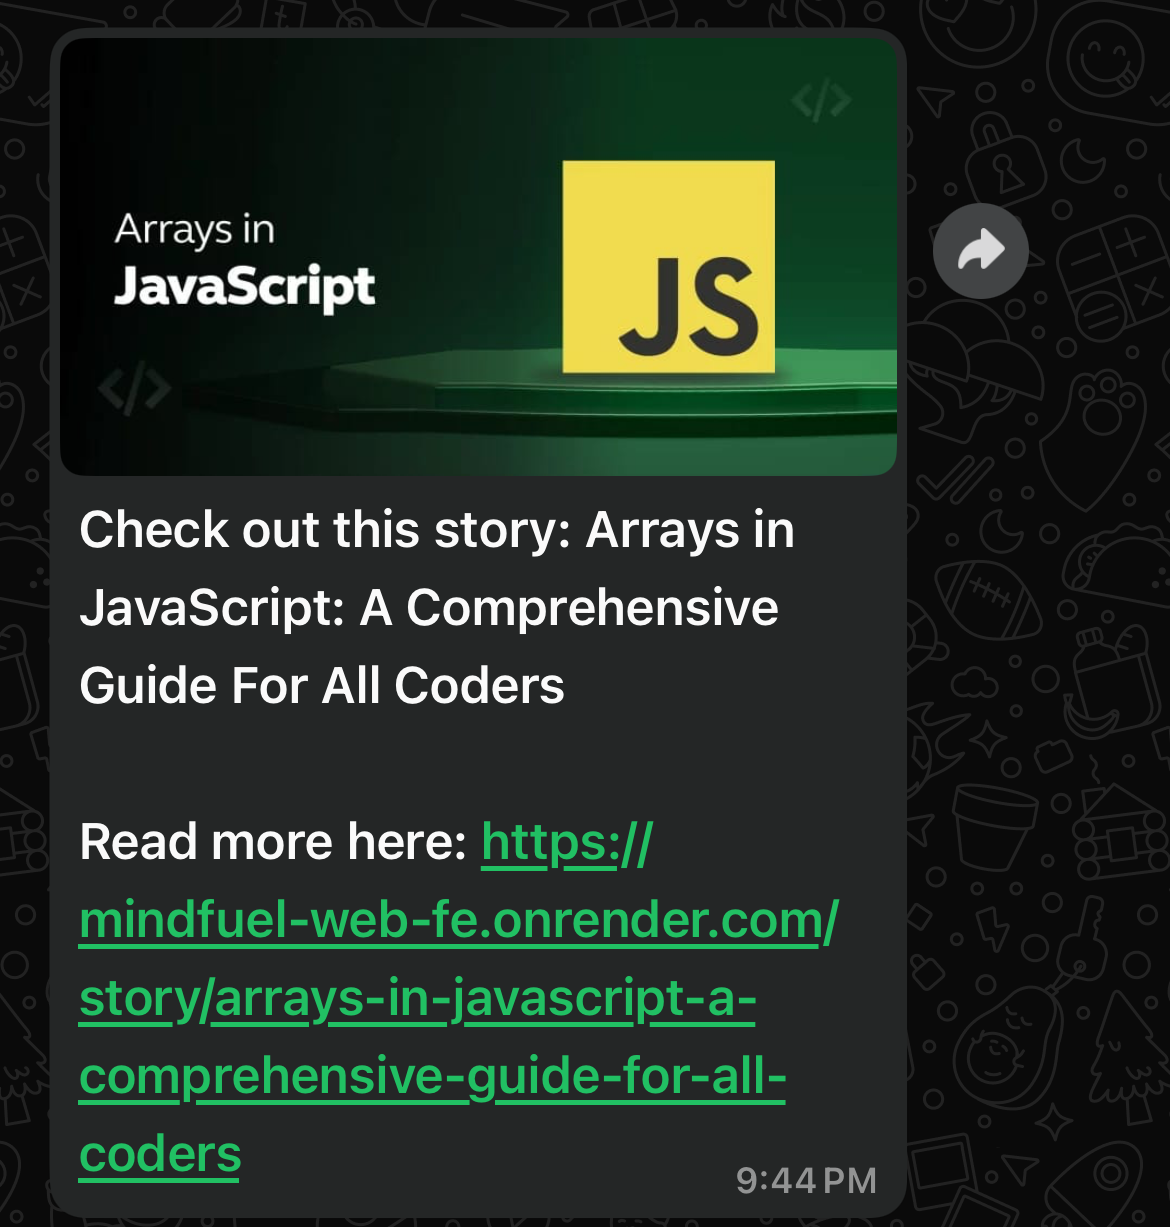 </>
Arrays in
JavaScript
JS
</>
Check out this story: Arrays in
JavaScript: A Comprehensive
Guide For All Coders
Read more here: https://
mindfuel-web-fe.onrender.com/
story/arrays-in-javascript-a-
comprehensive-guide-for-all-
coders
9:44 PM